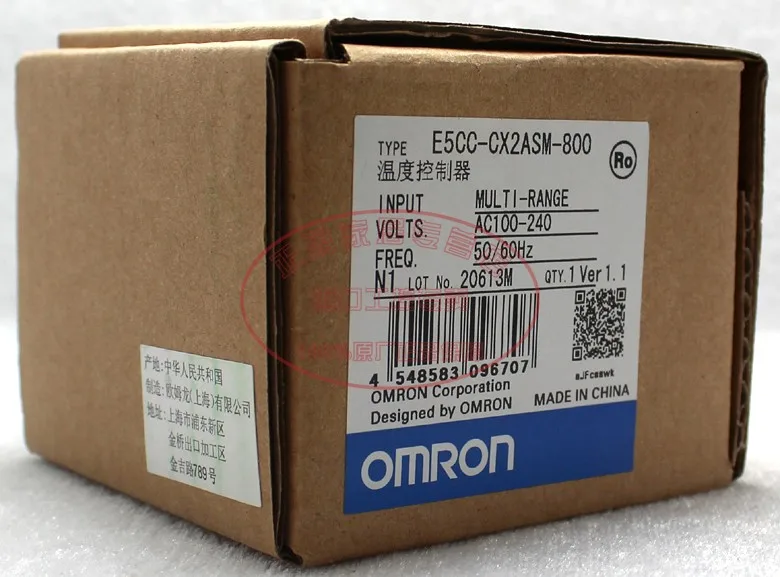 TYPE E5CC-CX2ASM-800
温度控制器
Ro
INPUT MULTI-RANGE
VOLTS. AC100-240
FREQ. 50/60Hz
N1 LOT No. 20613M QTY.1 Ver1.1
4 548583 096707
OMRON Corporation
Designed by OMRON
MADE IN CHINA
OMRON
产地:中华人民共和国
制造:欧姆龙(上海)有限公司
地址:上海市浦东新区
金桥出口加工区
金吉路789号